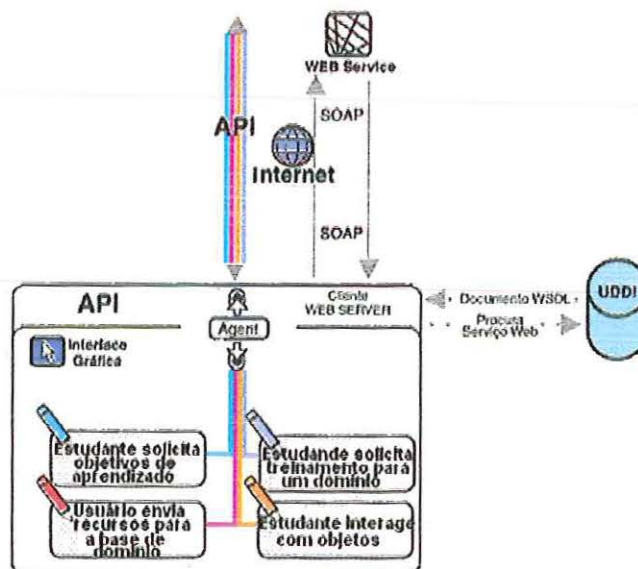 WEB Service
SOAP
API
Internet
SOAP
API
Cliente
WEB SERVER
Documento WSDL
UDDI
Agent
Procura
Serviço Web
Interface
Gráfica
Estudante solicita
objetivos de
aprendizado
Estudande solicita
treinamento para
um domínio
Usuário envia
recursos para
a base de
domínio
Estudante interage
com objetos